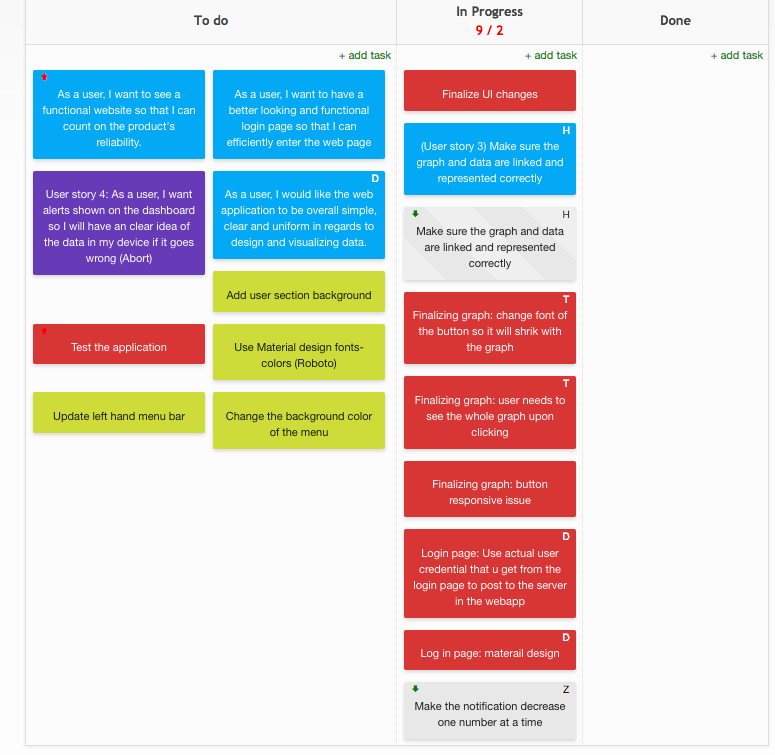 To do
In Progress
9 / 2
Done
+ add task
+ add task
+ add task
As a user, I want to see a
functional website so that I can
count on the product's
reliability.
As a user, I want to have a
better looking and functional
login page so that I can
efficiently enter the web page
User story 4: As a user, I want
alerts shown on the dashboard
so I will have an clear idea of
the data in my device if it goes
wrong (Abort)
D
As a user, I would like the web
application to be overall simple,
clear and uniform in regards to
design and visualizing data.
Add user section background
Test the application
Use Material design fonts-
colors (Roboto)
Update left hand menu bar
Change the background color
of the menu
Finalize UI changes
H
(User story 3) Make sure the
graph and data are linked and
represented correctly
H
Make sure the graph and data
are linked and represented
correctly
T
Finalizing graph: change font of
the button so it will shrik with
the graph
T
Finalizing graph: user needs to
see the whole graph upon
clicking
Finalizing graph: button
responsive issue
D
Login page: Use actual user
credential that u get from the
login page to post to the server
in the webapp
D
Log in page: materail design
Z
Make the notification decrease
one number at a time